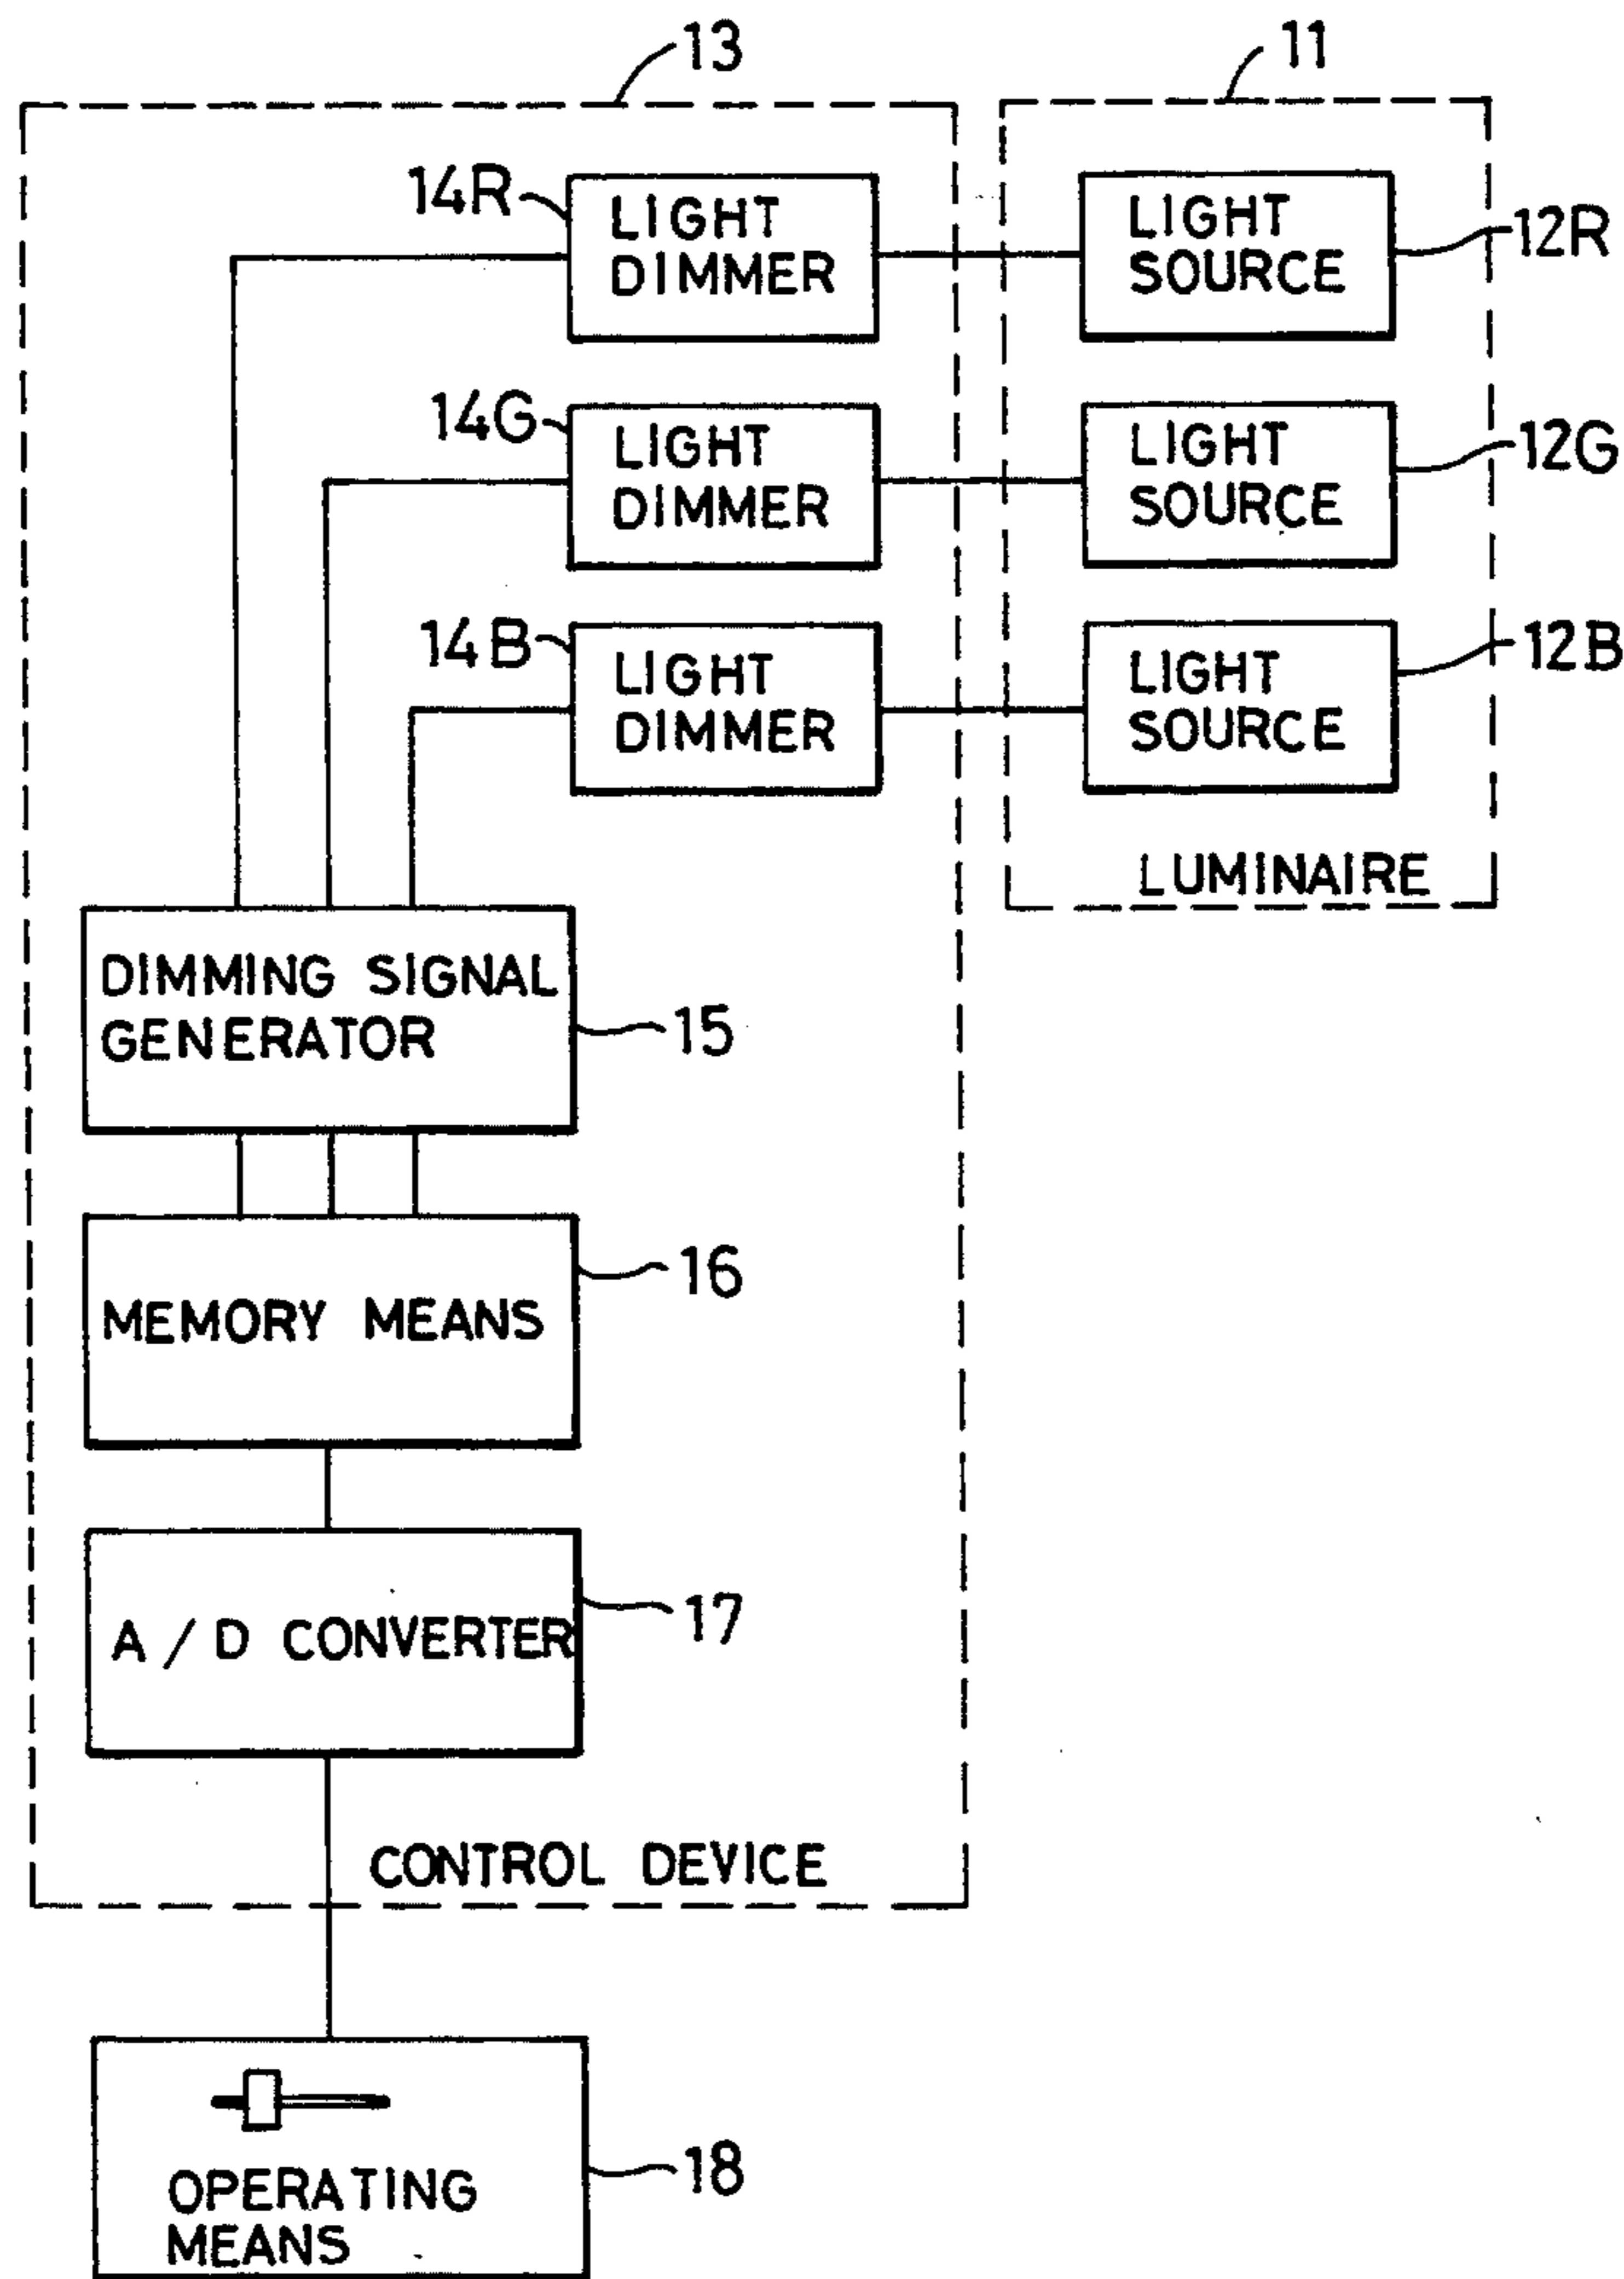 13
11
14R
LIGHT
DIMMER
LIGHT
SOURCE
12R
14G
LIGHT
DIMMER
LIGHT
SOURCE
12G
14B
LIGHT
DIMMER
LIGHT
SOURCE
12B
LUMINAIRE
DIMMING SIGNAL
GENERATOR
15
MEMORY MEANS
16
A/D CONVERTER
17
CONTROL DEVICE
OPERATING
MEANS
18